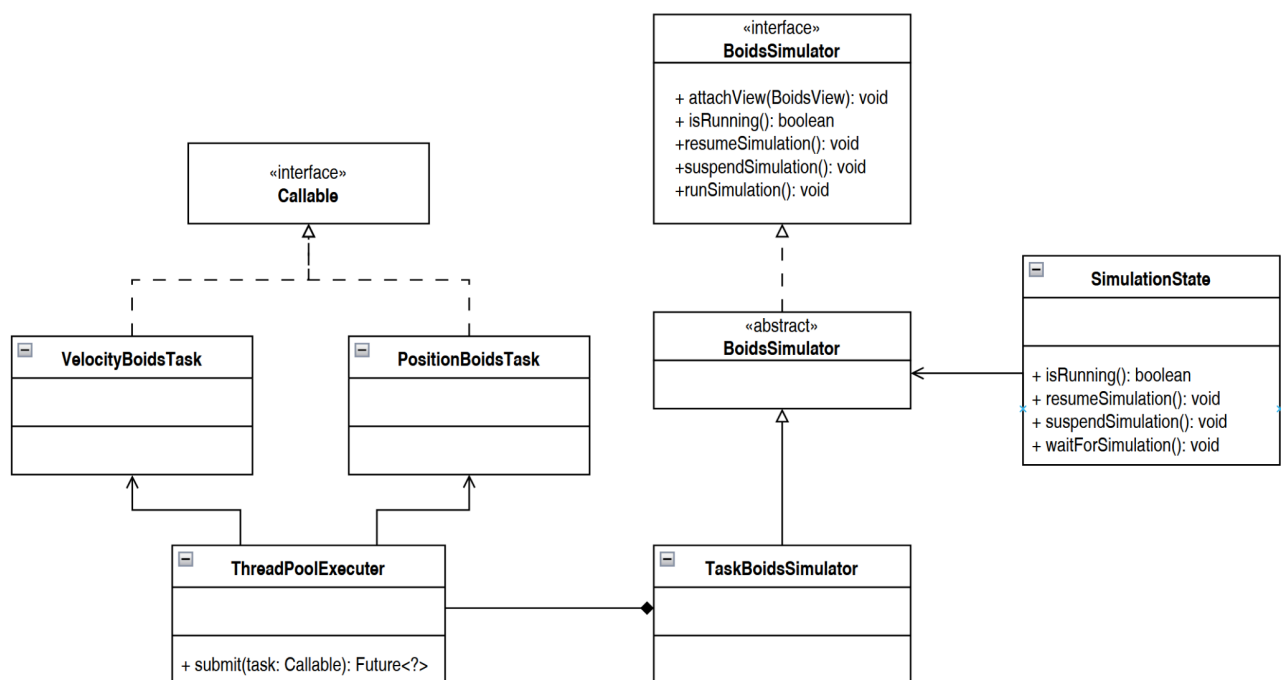 «interface»
BoidsSimulator
+ attachView(BoidsView): void
+ isRunning(): boolean
+resumeSimulation(): void
+suspendSimulation(): void
+runSimulation(): void
«interface»
Callable
SimulationState
+ isRunning(): boolean
+ resumeSimulation(): void
+ suspendSimulation(): void
+ waitForSimulation(): void
«abstract»
BoidsSimulator
VelocityBoidsTask
PositionBoidsTask
ThreadPoolExecuter
+ submit(task: Callable): Future<?>
TaskBoidsSimulator